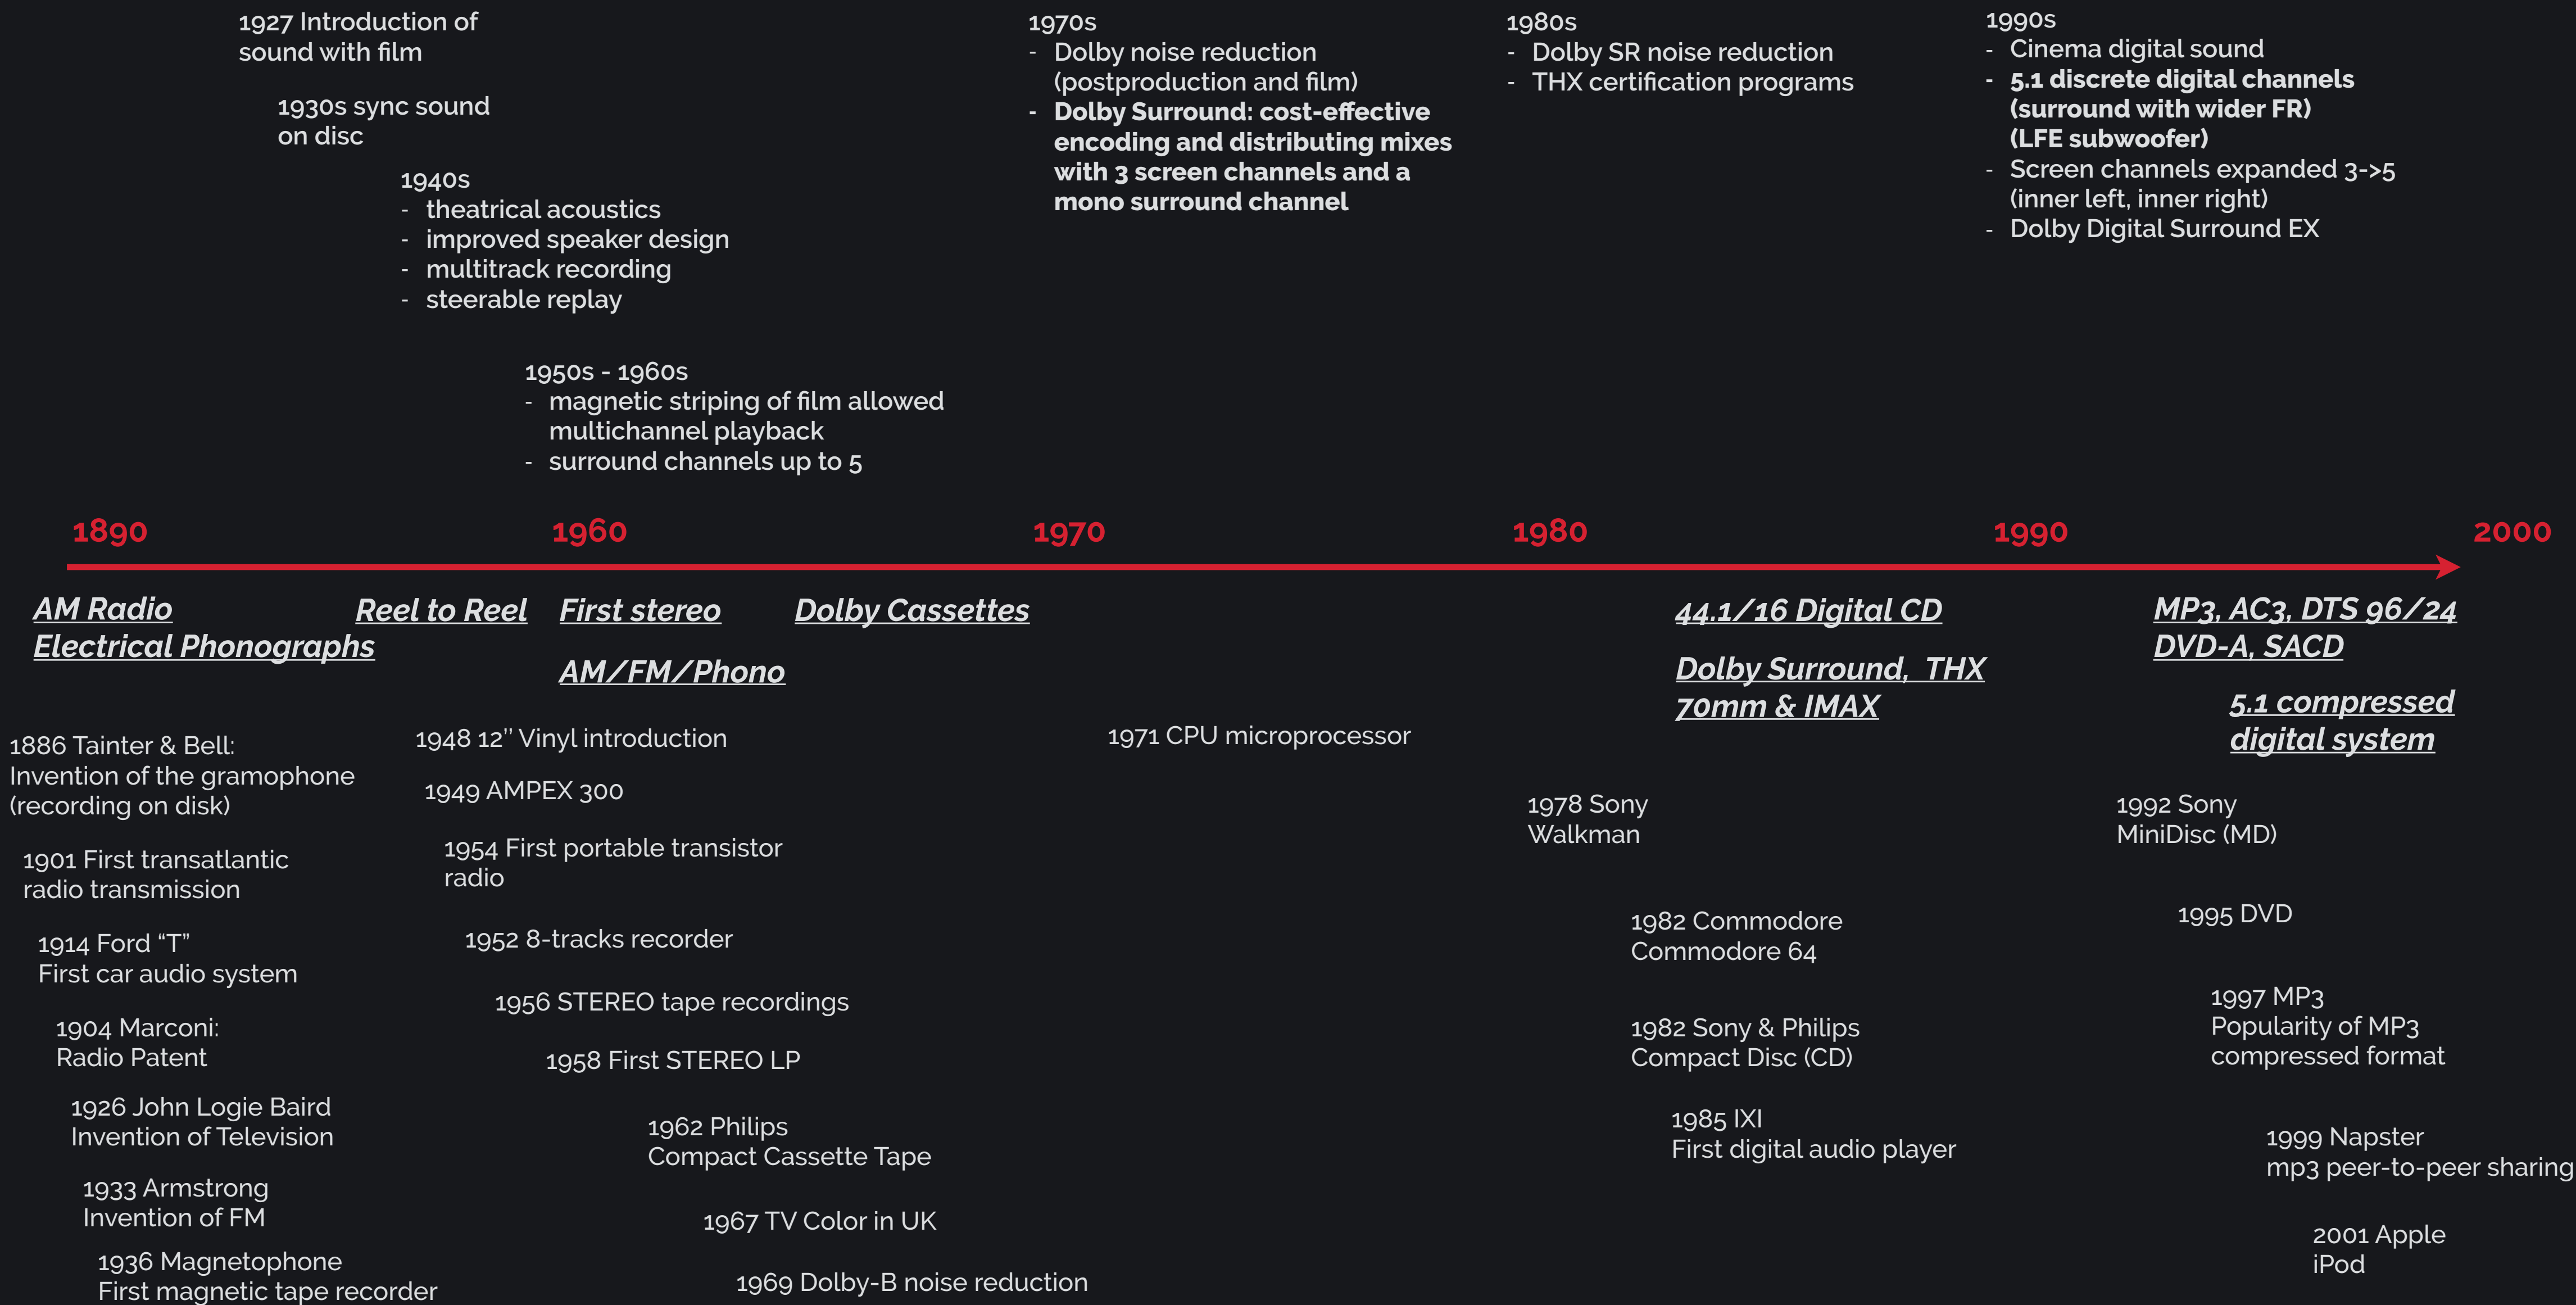 1927 Introduction of
sound with film
1930s sync sound
on disc
1940s
- theatrical acoustics
- improved speaker design
- multitrack recording
- steerable replay
1950s - 1960s
- magnetic striping of film allowed
multichannel playback
- surround channels up to 5
1970s
- Dolby noise reduction
(postproduction and film)
- Dolby Surround: cost-effective
encoding and distributing mixes
with 3 screen channels and a
mono surround channel
1980s
- Dolby SR noise reduction
- THX certification programs
1990s
- Cinema digital sound
- 5.1 discrete digital channels
(surround with wider FR)
(LFE subwoofer)
- Screen channels expanded 3->5
(inner left, inner right)
- Dolby Digital Surround EX
1890 1960 1970 1980 1990 2000
AM Radio
Electrical Phonographs
Reel to Reel
First stereo
AM/FM/Phono
Dolby Cassettes
44.1/16 Digital CD
Dolby Surround, THX
70mm & IMAX
MP3, AC3, DTS 96/24
DVD-A, SACD
5.1 compressed
digital system
1886 Tainter & Bell:
Invention of the gramophone
(recording on disk)
1901 First transatlantic
radio transmission
1914 Ford “T”
First car audio system
1904 Marconi:
Radio Patent
1926 John Logie Baird
Invention of Television
1933 Armstrong
Invention of FM
1936 Magnetophone
First magnetic tape recorder
1948 12’’ Vinyl introduction
1949 AMPEX 300
1954 First portable transistor
radio
1952 8-tracks recorder
1956 STEREO tape recordings
1958 First STEREO LP
1962 Philips
Compact Cassette Tape
1967 TV Color in UK
1969 Dolby-B noise reduction
1971 CPU microprocessor
1978 Sony
Walkman
1982 Commodore
Commodore 64
1982 Sony & Philips
Compact Disc (CD)
1985 IXI
First digital audio player
1992 Sony
MiniDisc (MD)
1995 DVD
1997 MP3
Popularity of MP3
compressed format
1999 Napster
mp3 peer-to-peer sharing
2001 Apple
iPod